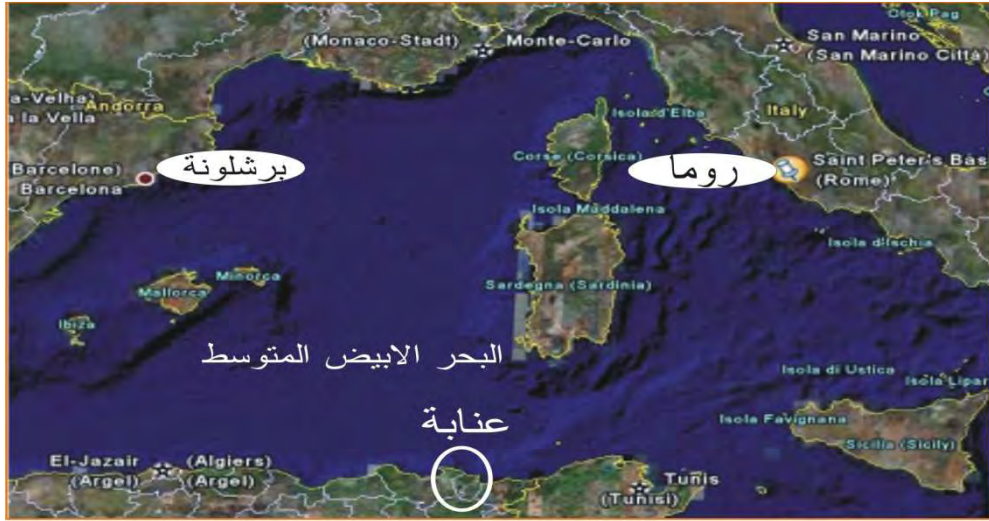 Otok Pag
(Monaco-Stadt) Monte-Carlo
San Marino
(San Marino Città)
a-Velha) Andorra
a la Vella
Isola d'Elba
Italy
Barcelone)
Barcelona
برشلونة
Corse (Corsica)
روما
Saint Peter's Bas
(Rome)
Isola Maddalena
Isola d'Ischia
Minorca
Mallorca
Sardegna (Sardinia)
Ibiza
البحر الابيض المتوسط
Isola di Ustica
Isola Lipar
عنابة
Isola Favignana
Sicilia (Sicily)
El-Jazair (Algiers)
(Argel) (Argel)
Tunis
(Tunisi)